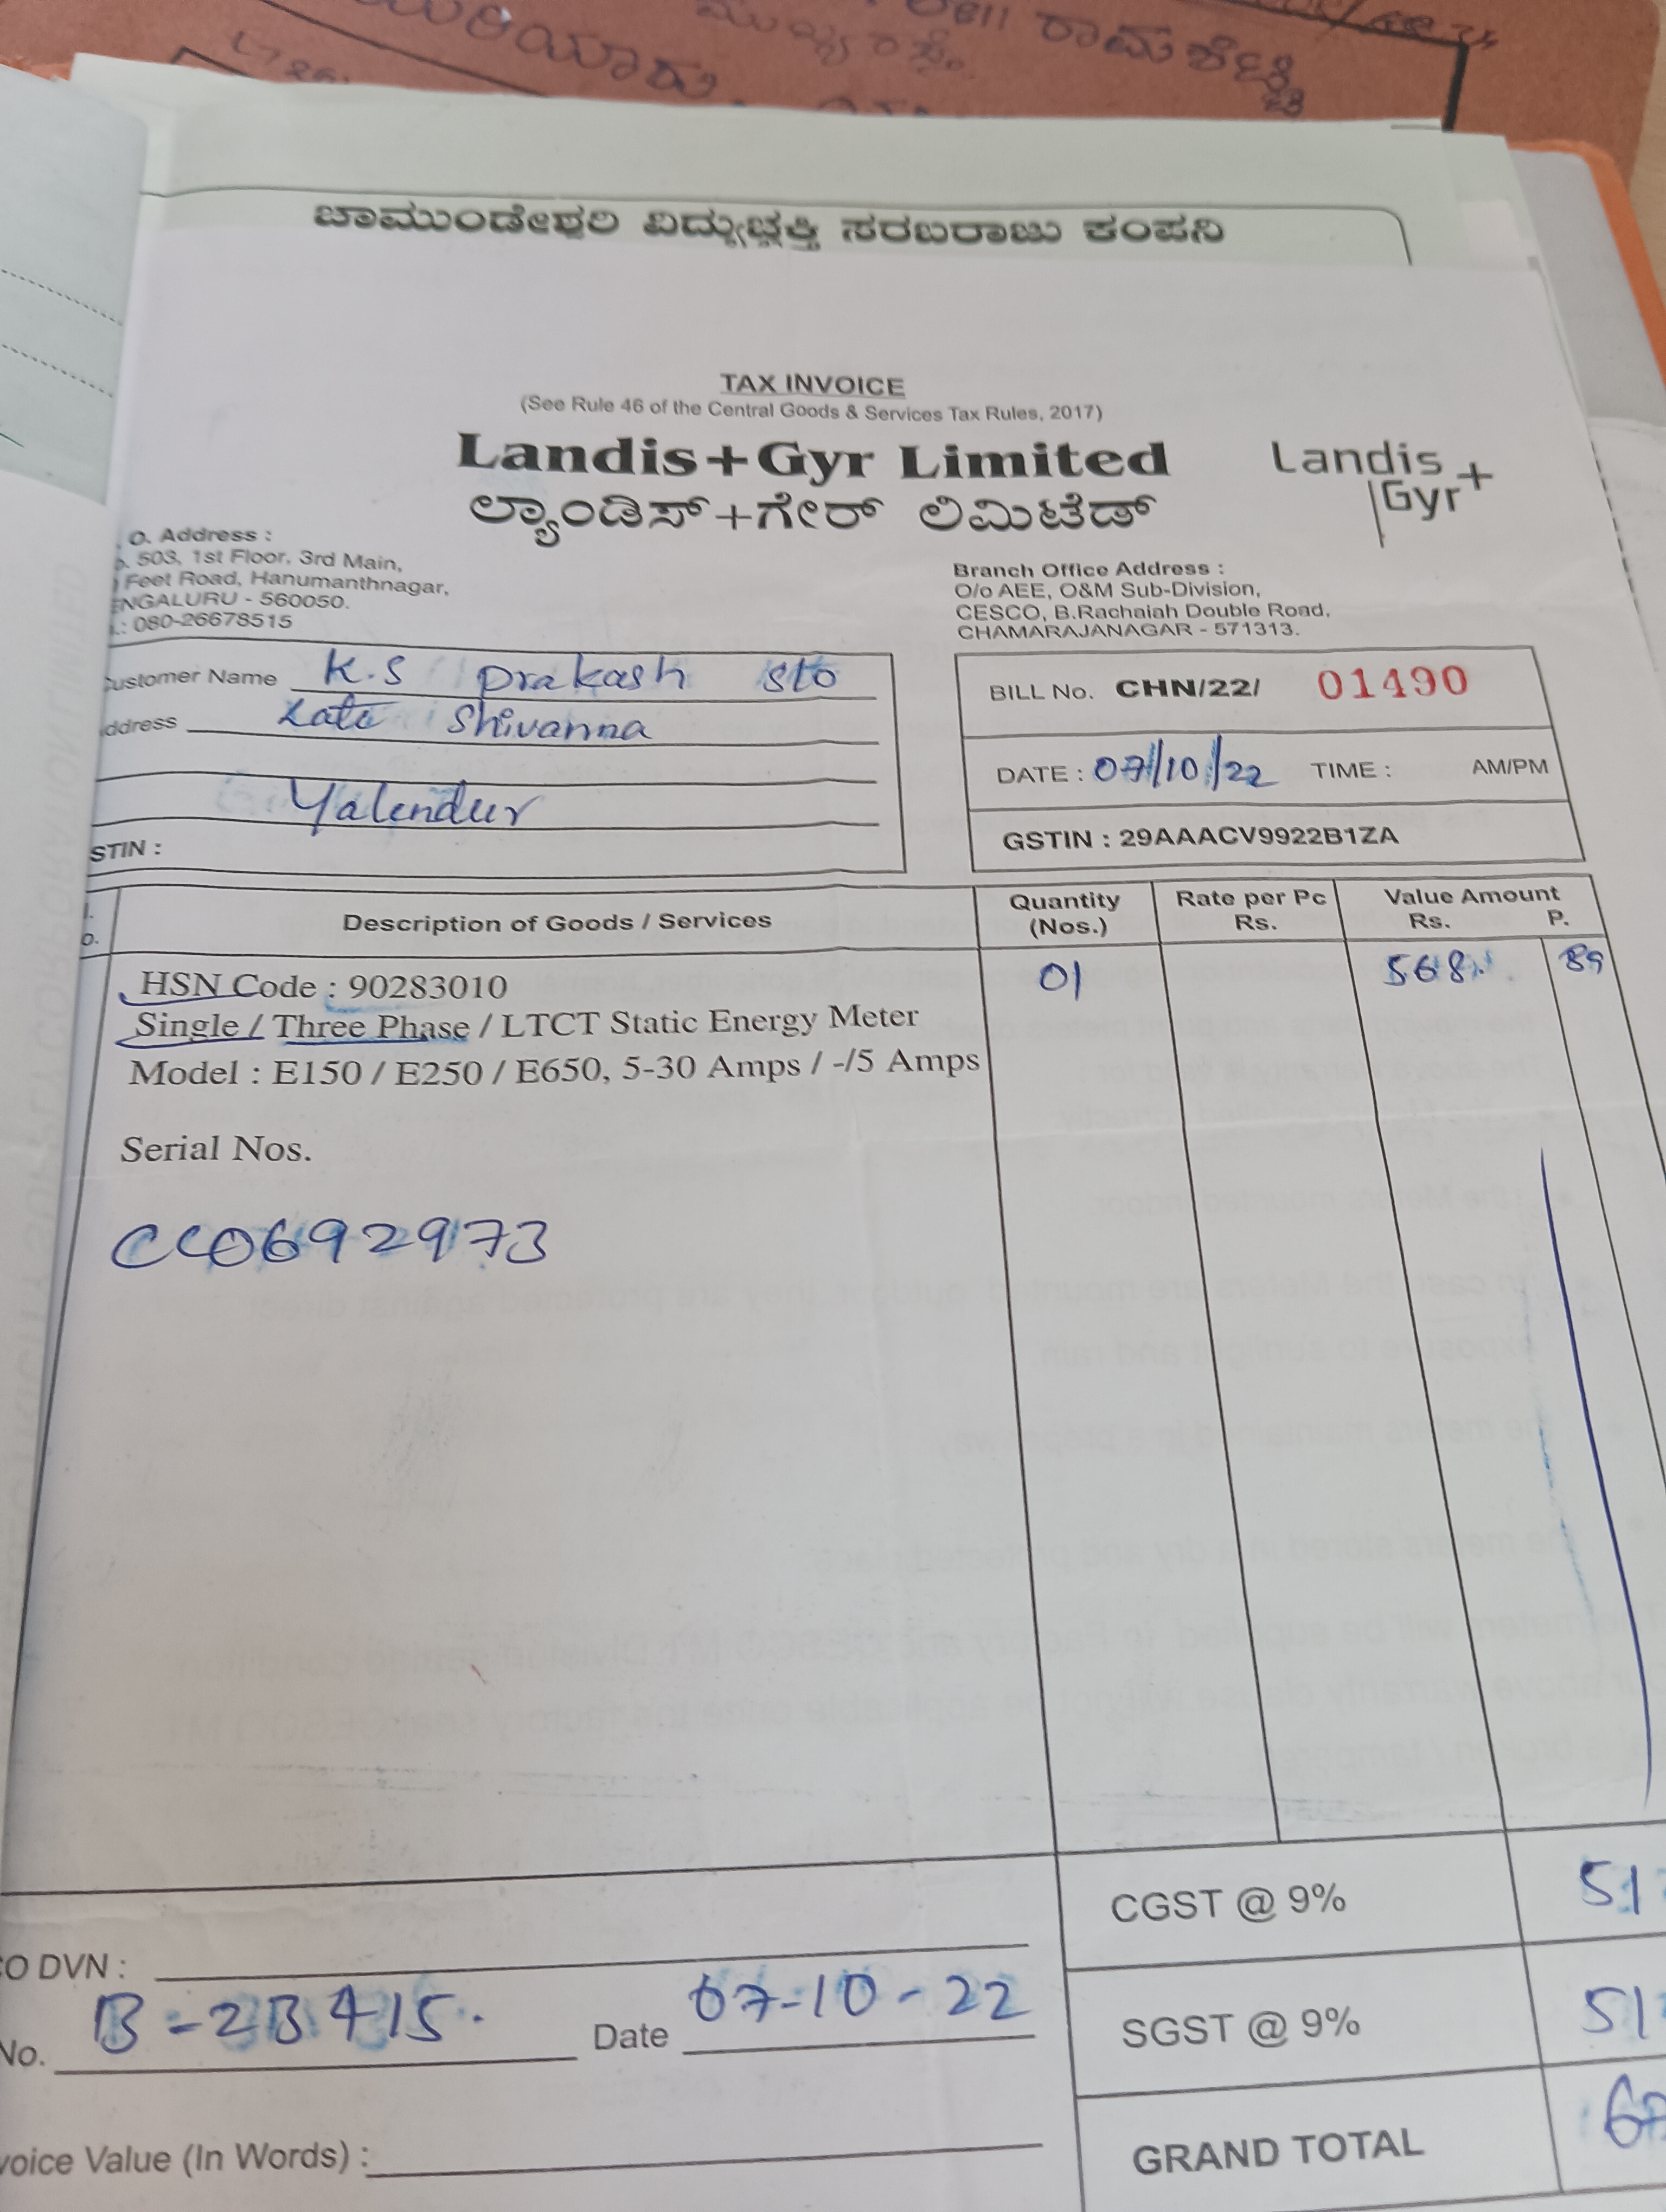 ರಾಮಶೆಟ್ಟಿ
ಚಾಮುಂಡೇಶ್ವರಿ ವಿದ್ಯುಚ್ಛಕ್ತಿ ಸರಬರಾಜು ಕಂಪನಿ
TAX INVOICE
(See Rule 46 of the Central Goods & Services Tax Rules, 2017)
Landis+Gyr Limited
ಲ್ಯಾಂಡಿಸ್+ಗೇರ್ ಲಿಮಿಟೆಡ್
Landis+
Gyr
O. Address :
503, 1st Floor, 3rd Main,
Feet Road, Hanumanthnagar,
ENGALURU - 560050.
.: 080-26678515
Branch Office Address :
O/o AEE, O&M Sub-Division,
CESCO, B.Rachaiah Double Road,
CHAMARAJANAGAR - 571313.
ustomer Name K.S Prakash S/o
ddress Late Shivanna
Yalendur
STIN :
BILL No. CHN/22/ 01490
DATE : 07/10/22 TIME : AM/PM
GSTIN : 29AAACV9922B1ZA
Description of Goods / Services
Quantity (Nos.)
Rate per Pc Rs.
Value Amount Rs. P.
HSN Code : 90283010 01 568. 89
Single / Three Phase / LTCT Static Energy Meter
Model : E150 / E250 / E650, 5-30 Amps / -/5 Amps
Serial Nos.
CC0692973
CGST @ 9% 51
O DVN :
No. B-23415. Date 07-10-22
SGST @ 9% 51
voice Value (In Words) :
GRAND TOTAL 67